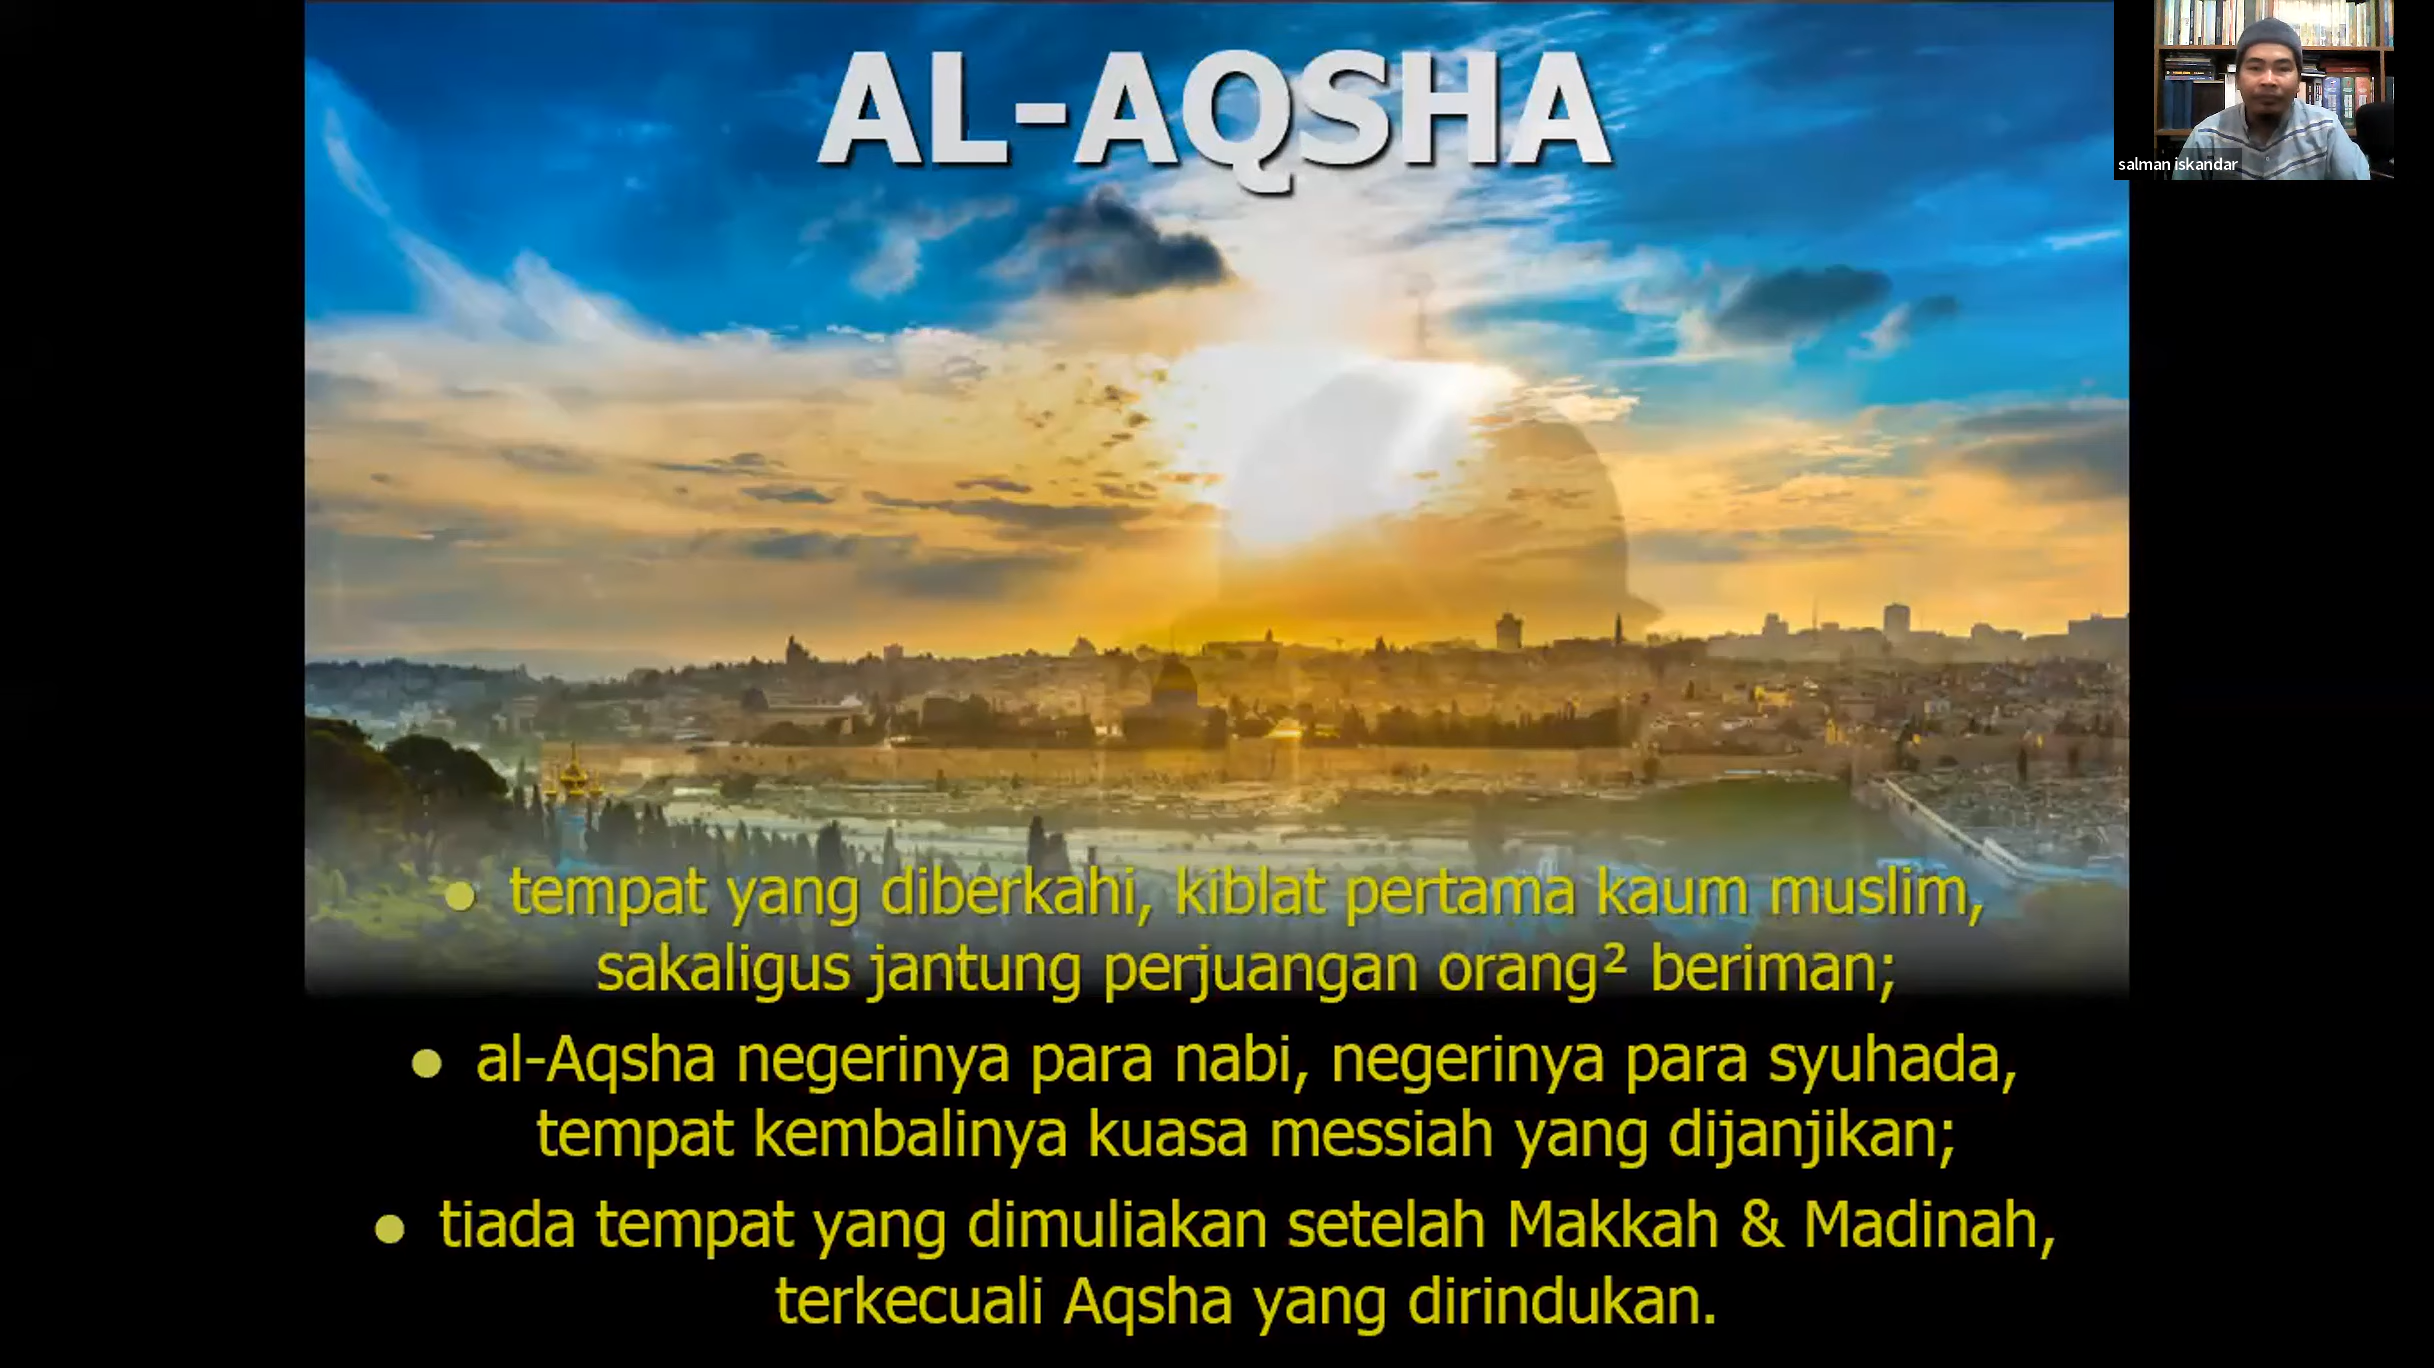 AL-AQSHA
salman iskandar
• tempat yang diberkahi, kiblat pertama kaum muslim,
sakaligus jantung perjuangan orang² beriman;
• al-Aqsha negerinya para nabi, negerinya para syuhada,
tempat kembalinya kuasa messiah yang dijanjikan;
• tiada tempat yang dimuliakan setelah Makkah & Madinah,
terkecuali Aqsha yang dirindukan.